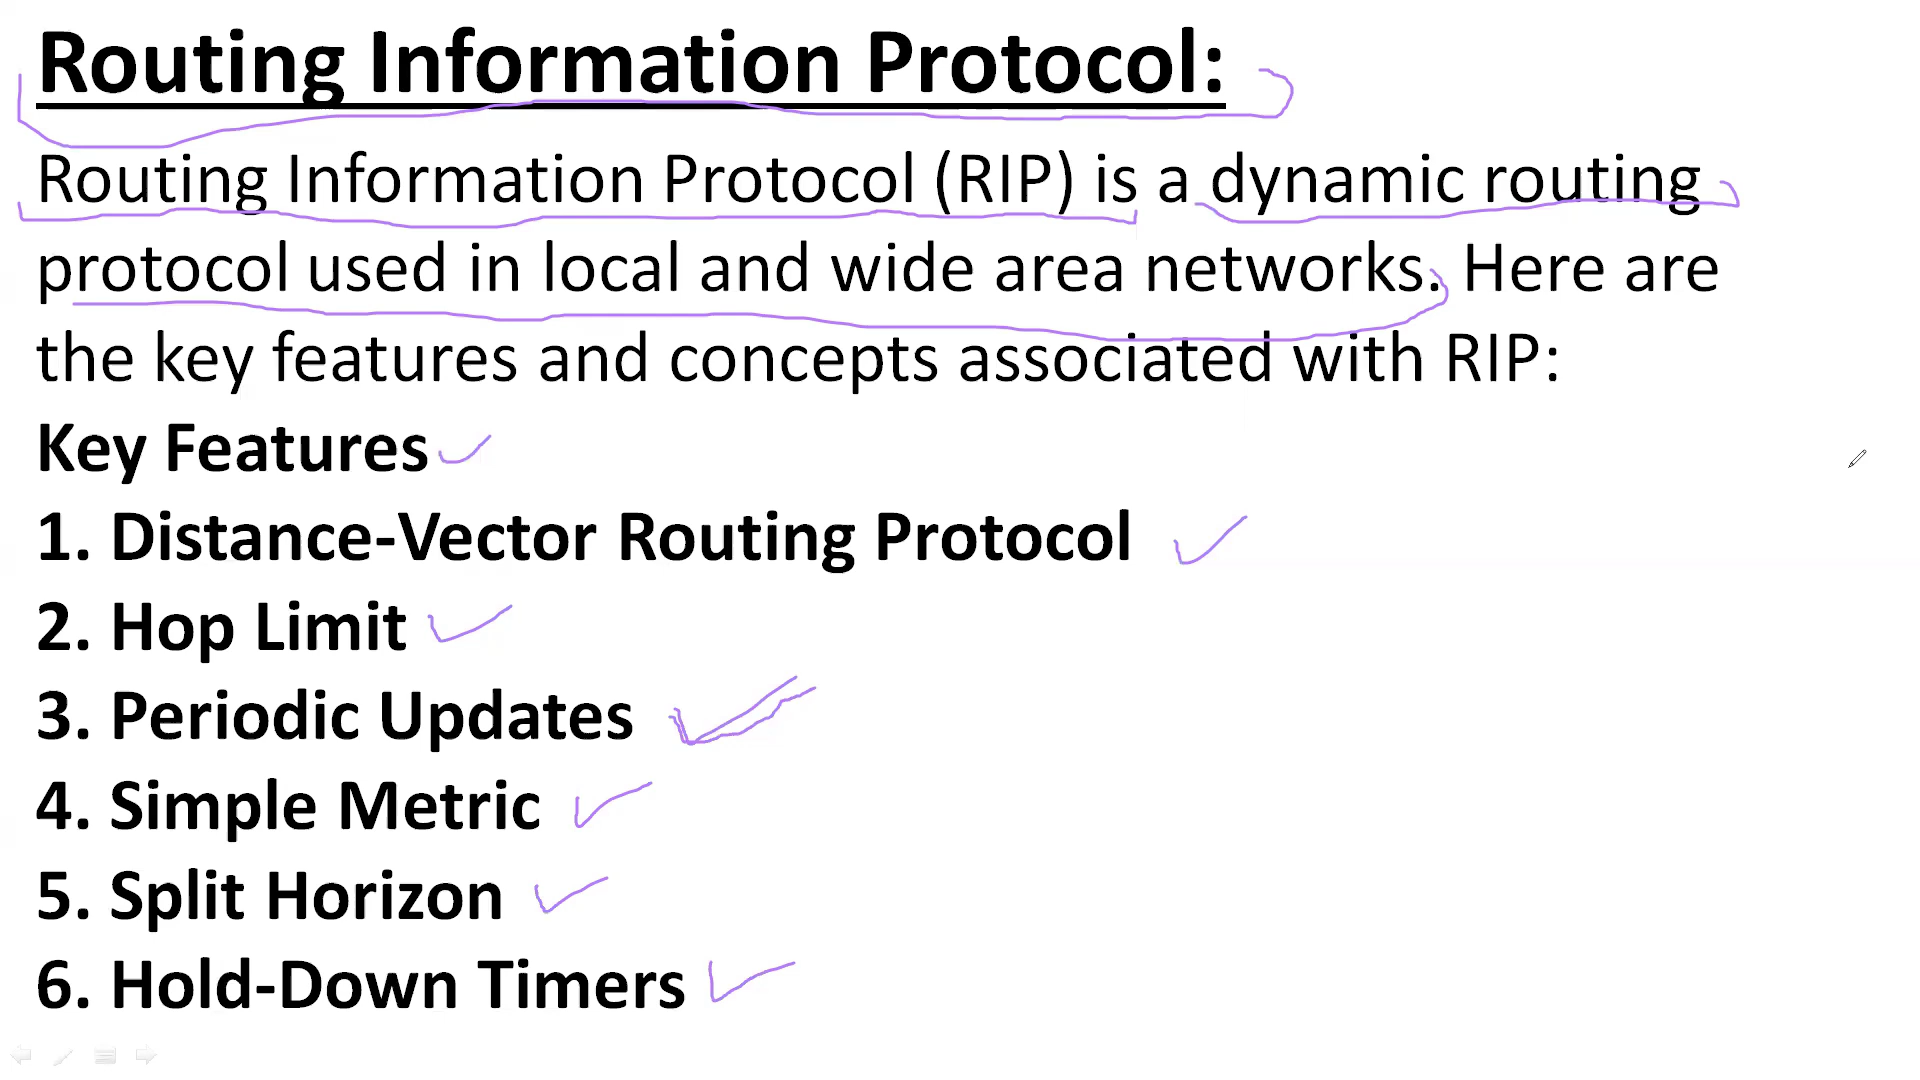 Routing Information Protocol:
Routing Information Protocol (RIP) is a dynamic routing
protocol used in local and wide area networks. Here are
the key features and concepts associated with RIP:
Key Features
1. Distance-Vector Routing Protocol
2. Hop Limit
3. Periodic Updates
4. Simple Metric
5. Split Horizon
6. Hold-Down Timers